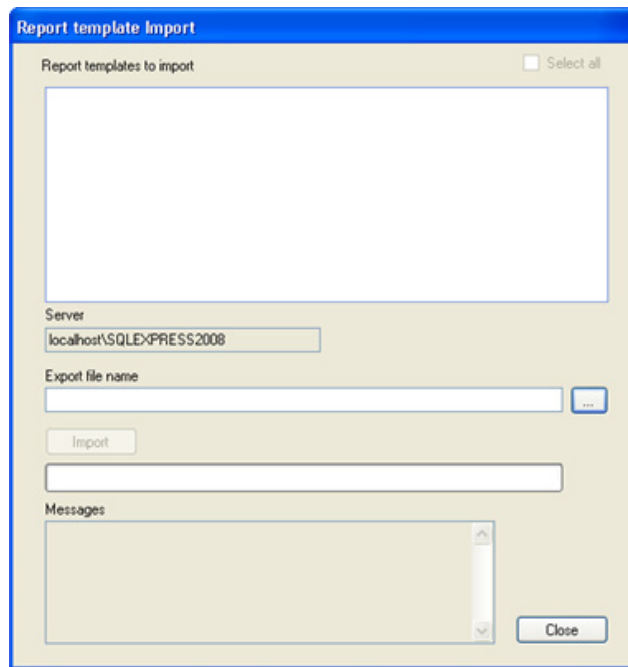 Report template Import
Report templates to import
Select all
Server
localhost\SQLEXPRESS2008
Export file name
...
Import
Messages
Close